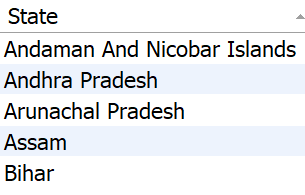 State
Andaman And Nicobar Islands
Andhra Pradesh
Arunachal Pradesh
Assam
Bihar